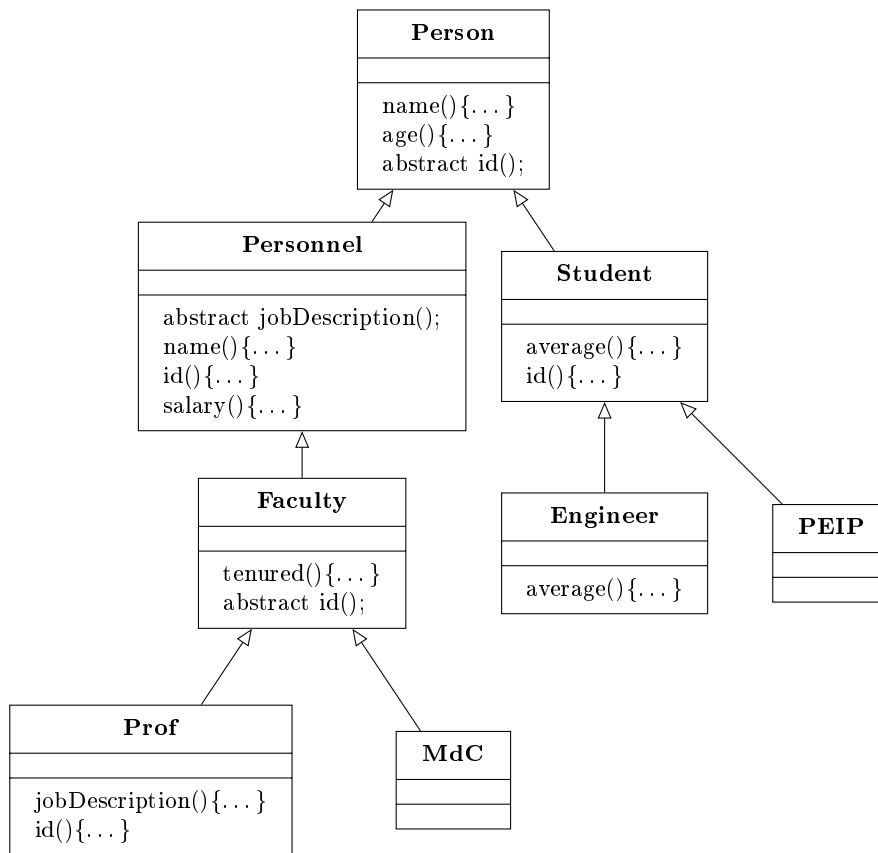 Person
name(){...}
age(){...}
abstract id();
Personnel
abstract jobDescription();
name(){...}
id(){...}
salary(){...}
Student
average(){...}
id(){...}
Faculty
tenured(){...}
abstract id();
Engineer
average(){...}
PEIP
Prof
jobDescription(){...}
id(){...}
MdC